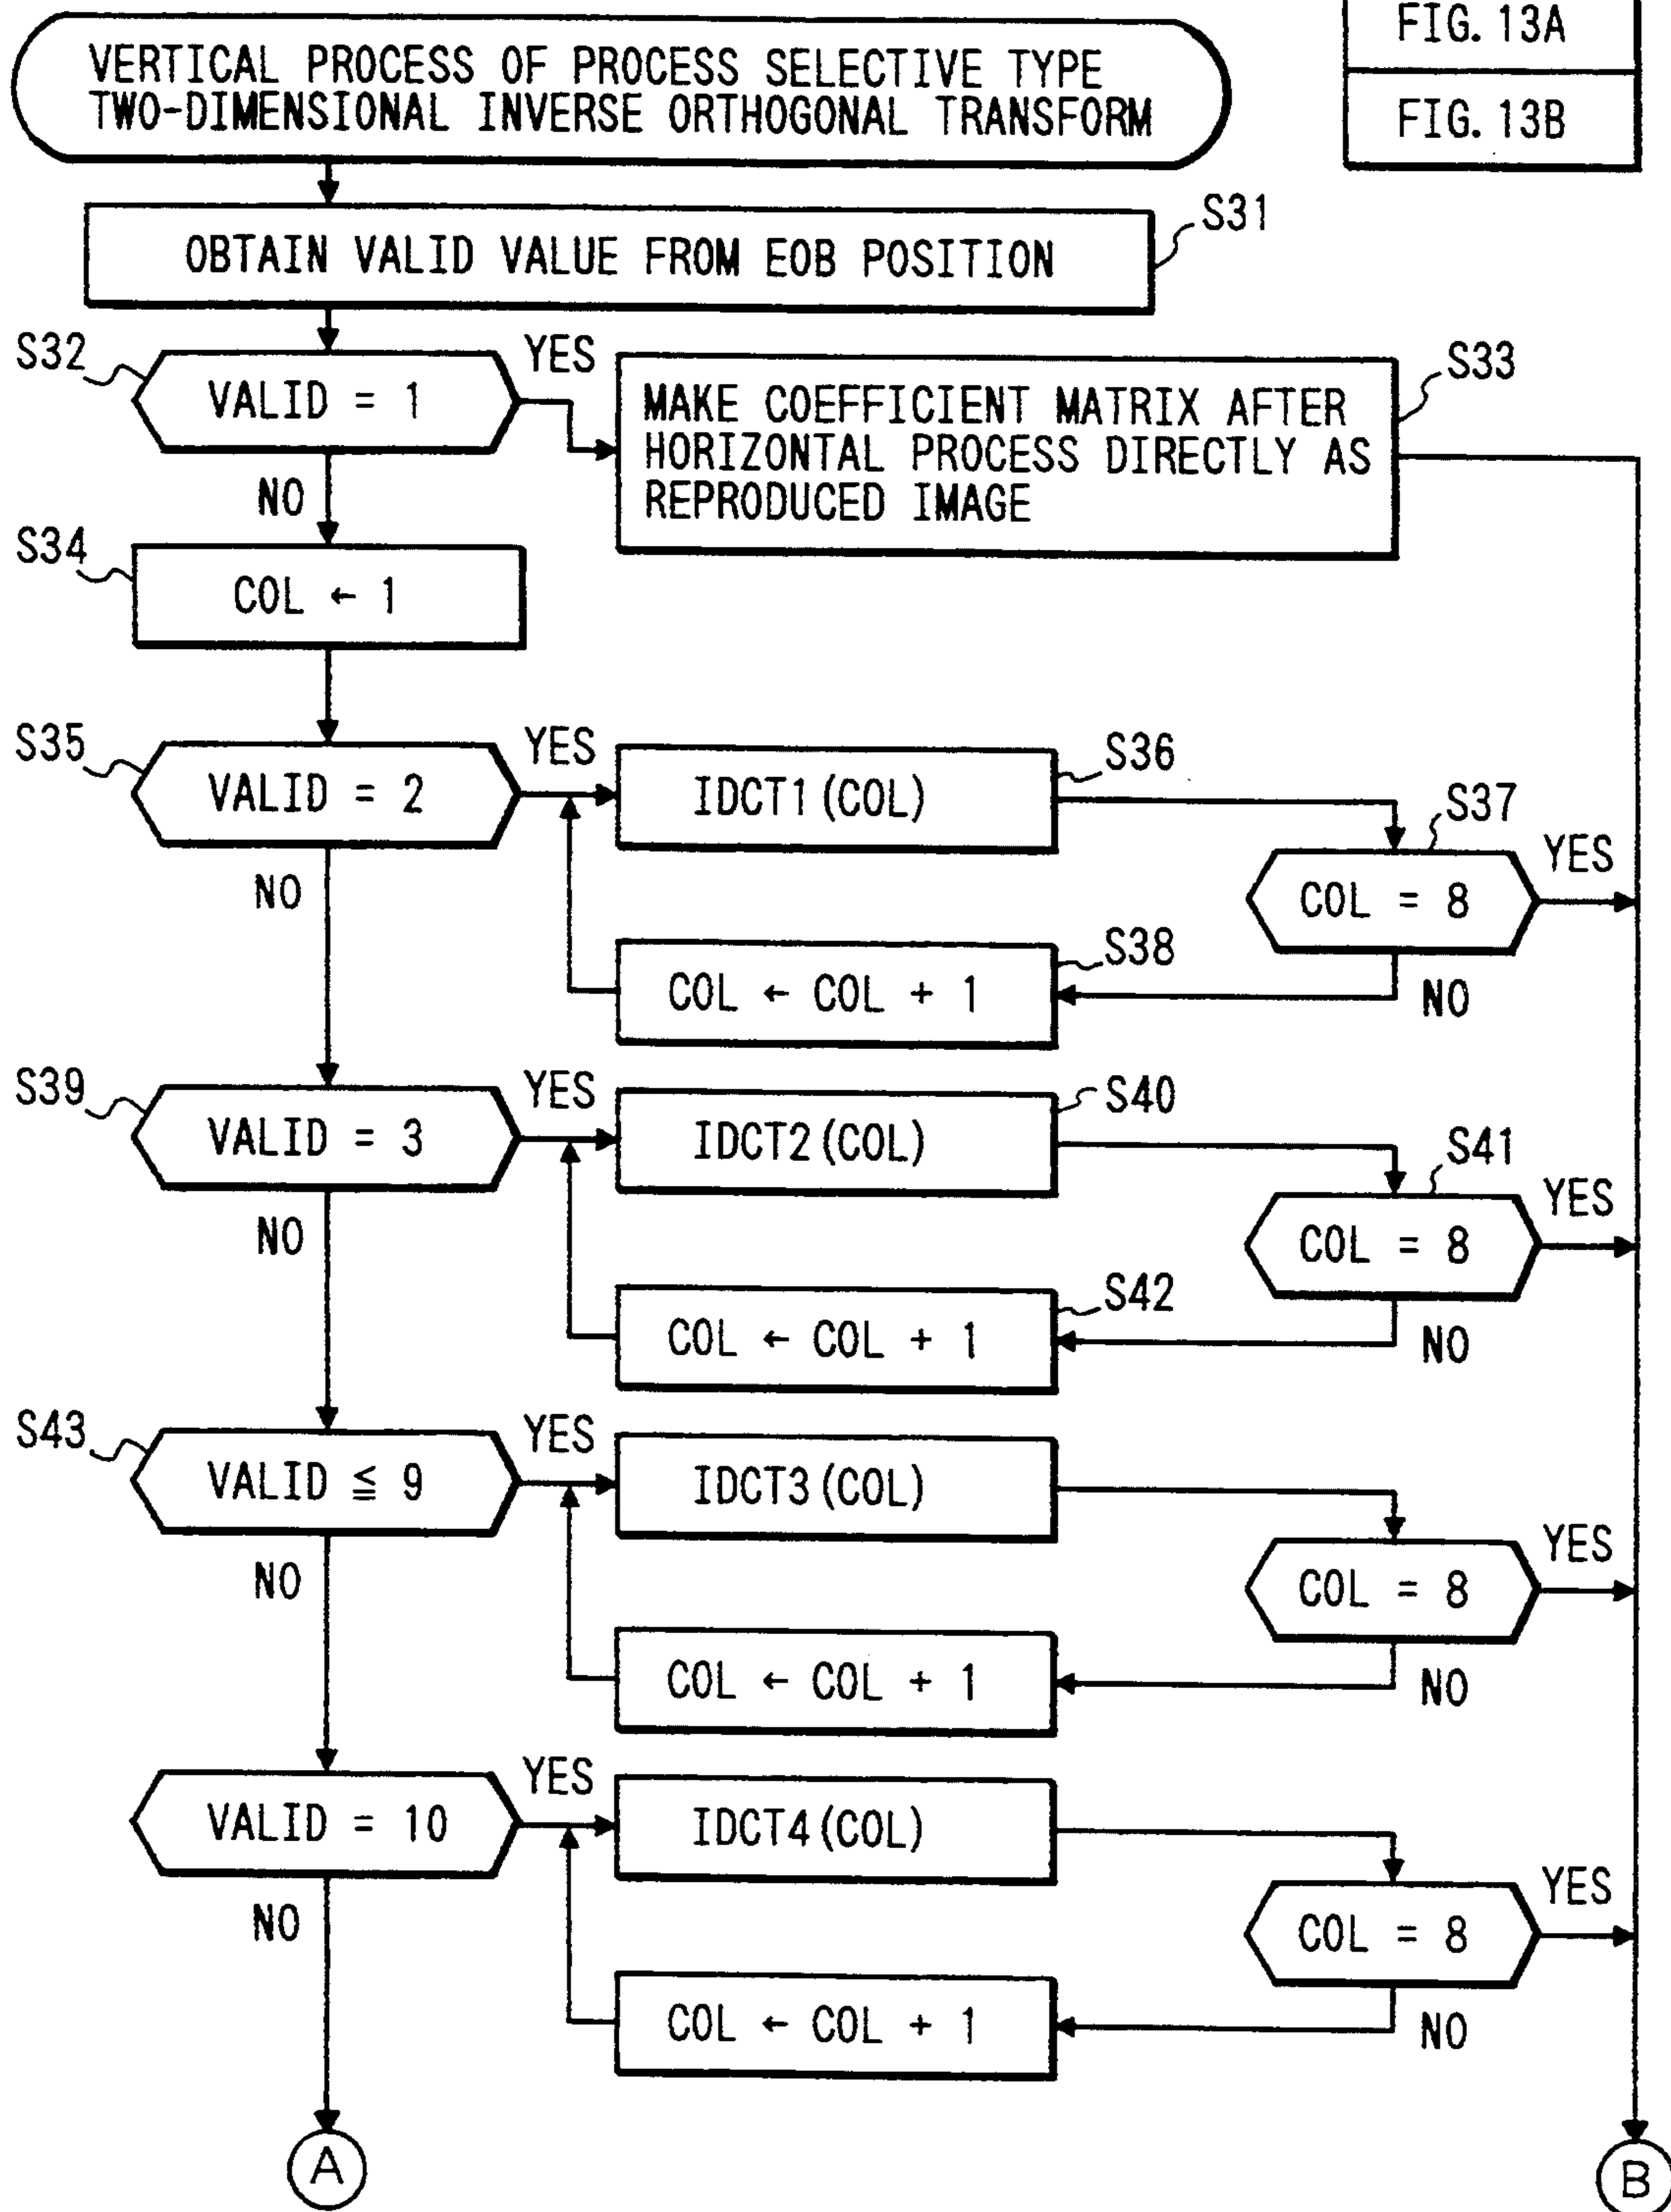 FIG. 13A
FIG. 13B
VERTICAL PROCESS OF PROCESS SELECTIVE TYPE
TWO-DIMENSIONAL INVERSE ORTHOGONAL TRANSFORM
S31
OBTAIN VALID VALUE FROM EOB POSITION
S32
VALID = 1
YES
NO
S33
MAKE COEFFICIENT MATRIX AFTER
HORIZONTAL PROCESS DIRECTLY AS
REPRODUCED IMAGE
S34
COL ← 1
S35
VALID = 2
YES
NO
S36
IDCT1(COL)
S37
COL = 8
YES
NO
S38
COL ← COL + 1
S39
VALID = 3
YES
NO
S40
IDCT2(COL)
S41
COL = 8
YES
NO
S42
COL ← COL + 1
S43
VALID ≦ 9
YES
NO
IDCT3(COL)
COL = 8
YES
NO
COL ← COL + 1
VALID = 10
YES
NO
IDCT4(COL)
COL = 8
YES
NO
COL ← COL + 1
A
B